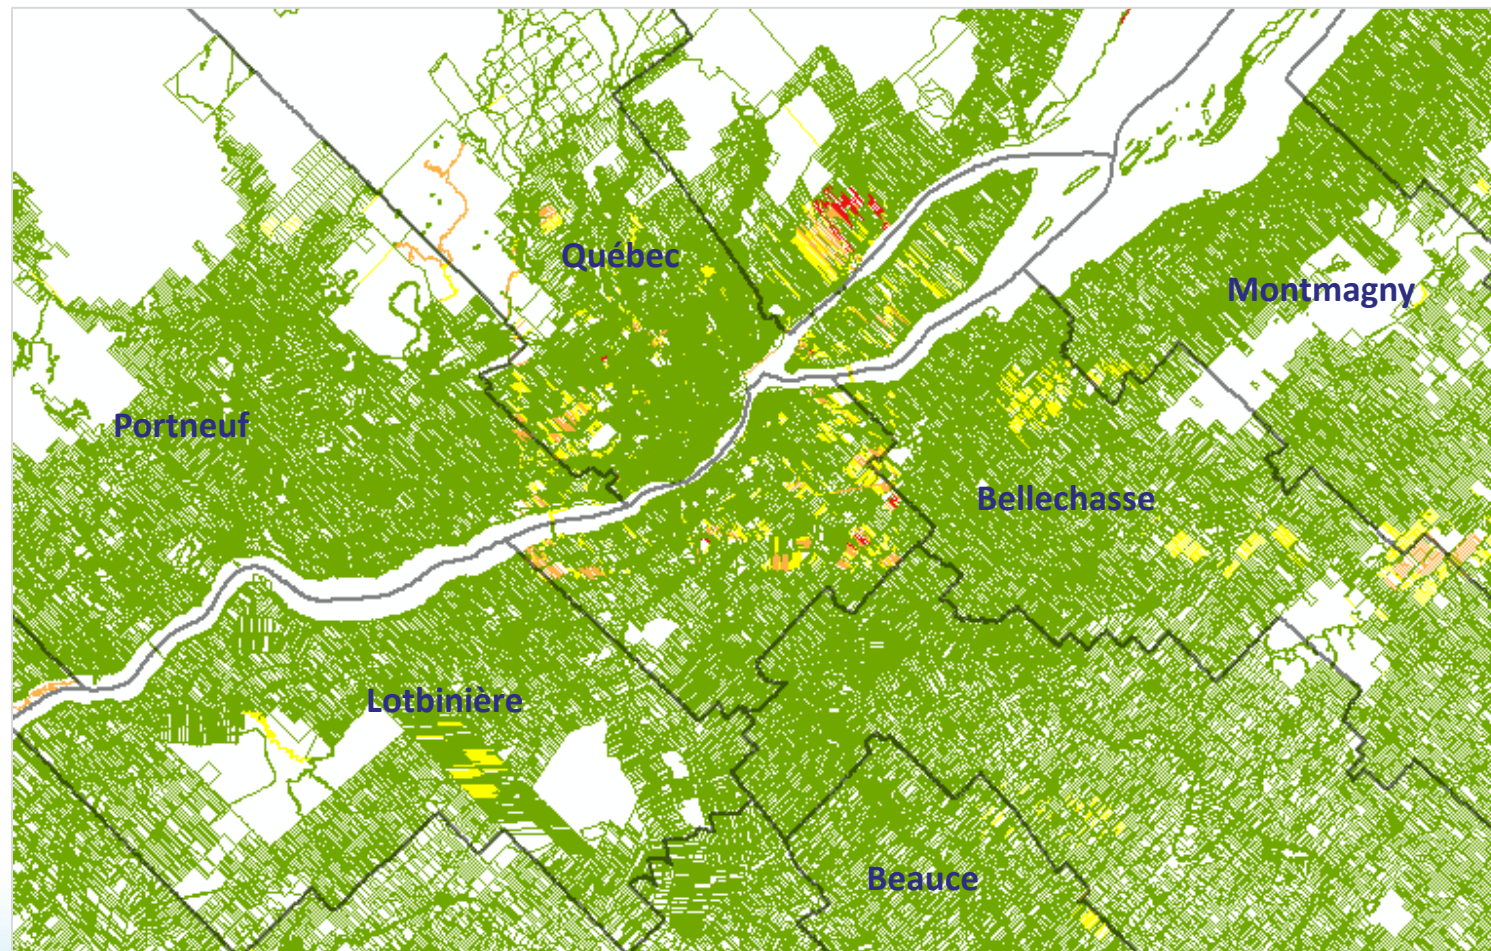 Québec
Montmagny
Portneuf
Bellechasse
Lotbinière
Beauce